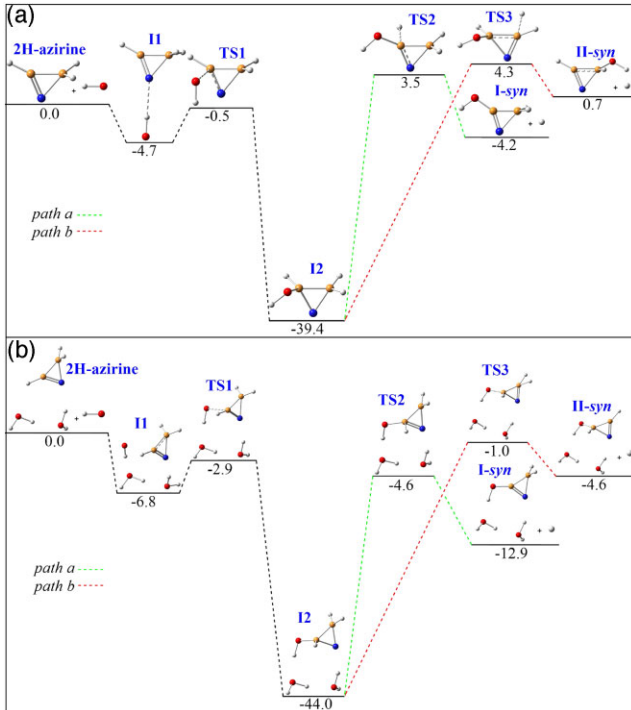 (a)
2H-azirine
+
0.0
I1
-4.7
TS1
-0.5
I2
-39.4
TS2
3.5
TS3
4.3
I-syn
+
-4.2
II-syn
+
0.7
path a
path b
(b)
2H-azirine
+
0.0
I1
-6.8
TS1
-2.9
I2
-44.0
TS2
-4.6
TS3
-1.0
I-syn
+
-12.9
II-syn
+
-4.6
path a
path b